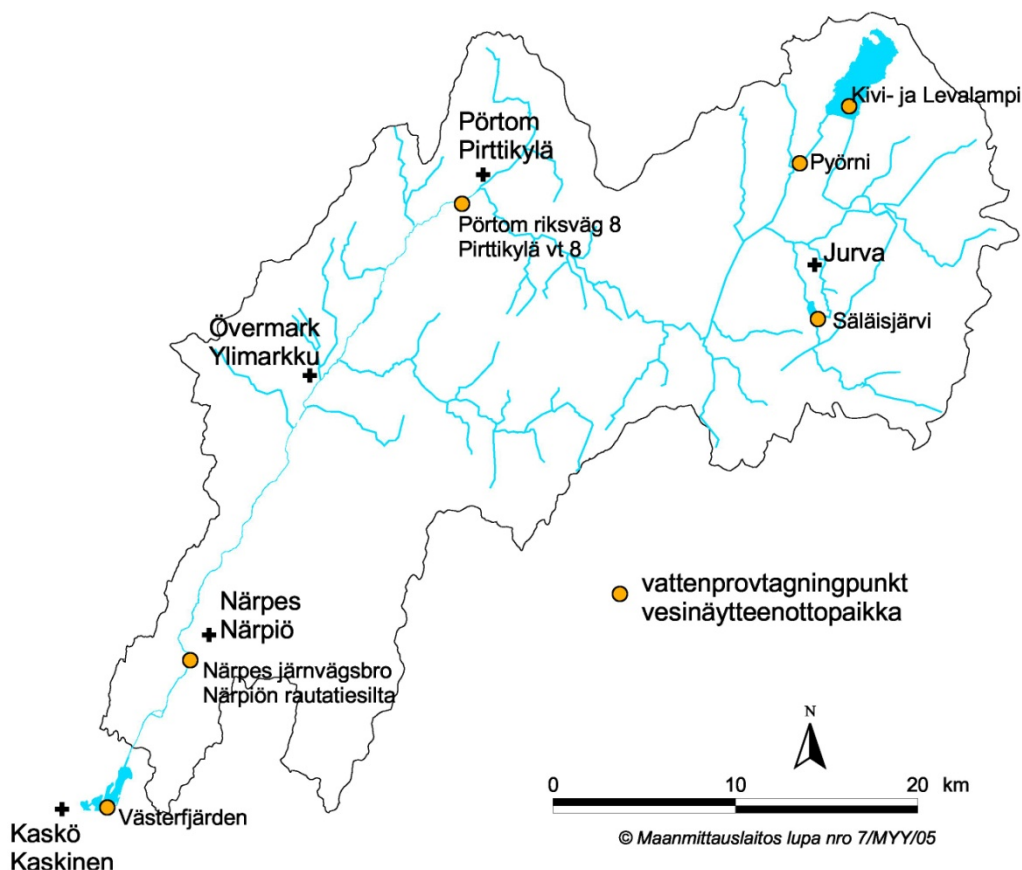 Kivi- ja Levalampi
Pörtom
Pirttikylä
Pyörni
Pörtom riksväg 8
Pirttikylä vt 8
Jurva
Säläisjärvi
Övermark
Ylimarkku
vattenprovtagningpunkt
vesinäytteenottopaikka
Närpes
Närpiö
Närpes järnvägsbro
Närpiön rautatiesilta
N
0 10 20 km
Västerfjärden
Kaskö
Kaskinen
© Maanmittauslaitos lupa nro 7/MYY/05